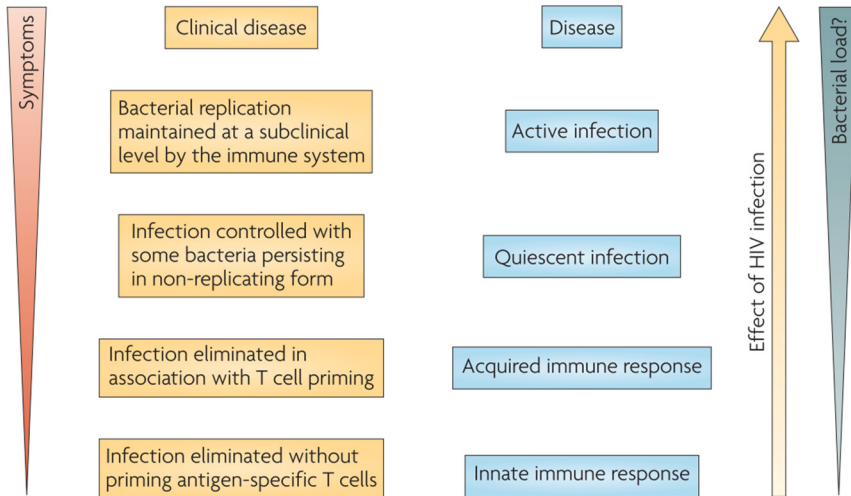 Symptoms
Clinical disease
Disease
Bacterial replication
maintained at a subclinical
level by the immune system
Active infection
Infection controlled with
some bacteria persisting
in non-replicating form
Quiescent infection
Infection eliminated in
association with T cell priming
Acquired immune response
Infection eliminated without
priming antigen-specific T cells
Innate immune response
Effect of HIV infection
Bacterial load?